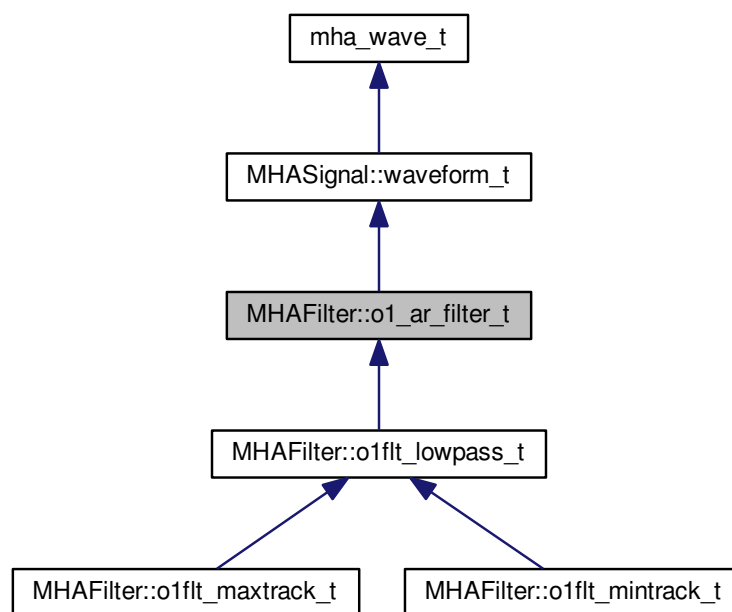 mha_wave_t
MHASignal::waveform_t
MHAFilter::o1_ar_filter_t
MHAFilter::o1flt_lowpass_t
MHAFilter::o1flt_maxtrack_t
MHAFilter::o1flt_mintrack_t